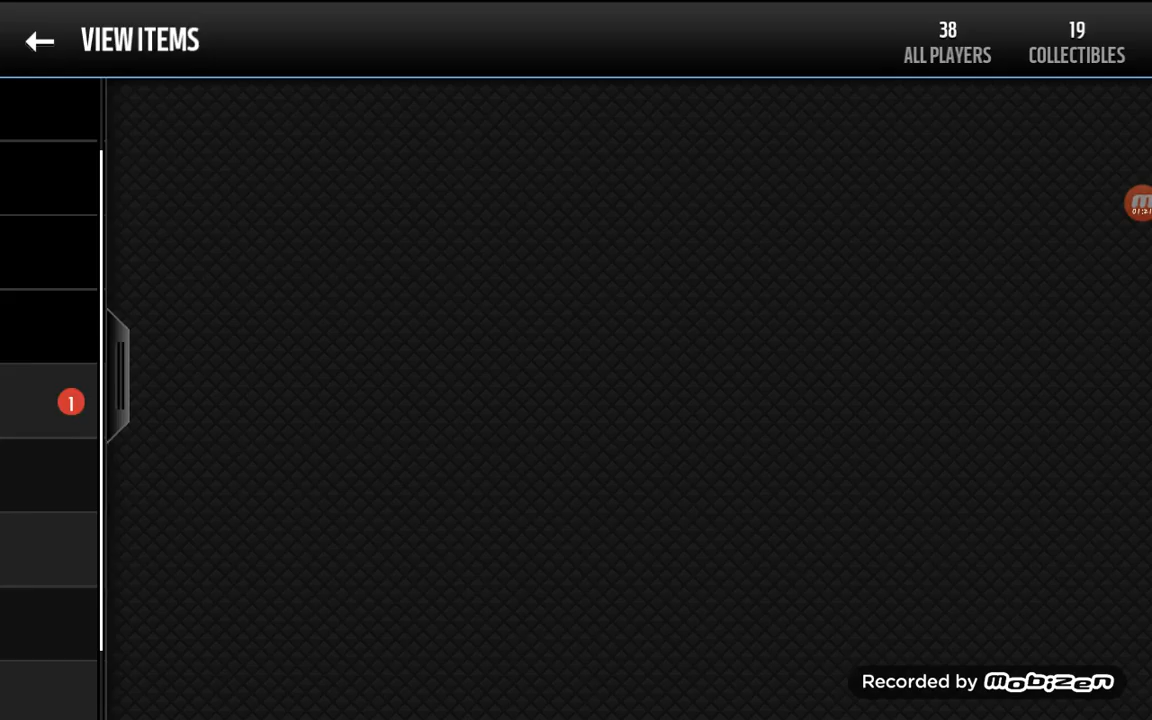 VIEW ITEMS
38
ALL PLAYERS
19
COLLECTIBLES
1
Recorded by mobizen